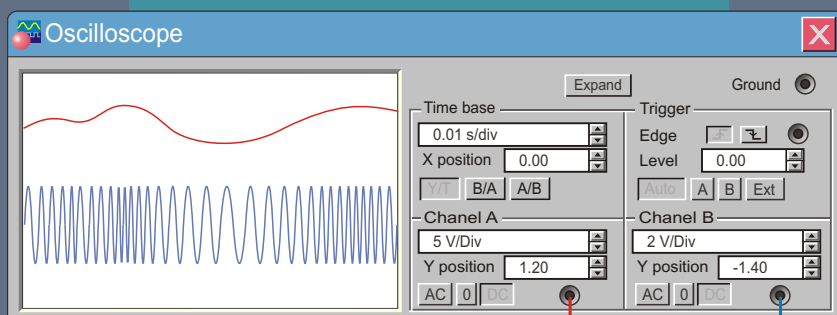 Oscilloscope
Expand
Ground
Time base
0.01 s/div
X position 0.00
Y/T B/A A/B
Trigger
Edge
Level 0.00
Auto A B Ext
Chanel A
5 V/Div
Y position 1.20
AC 0 DC
Chanel B
2 V/Div
Y position -1.40
AC 0 DC